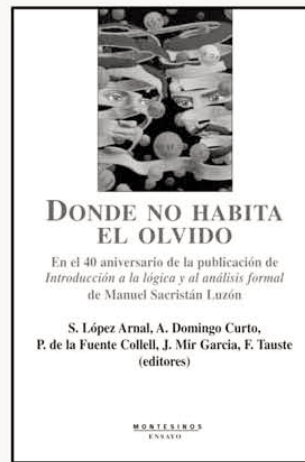 DONDE NO HABITA
EL OLVIDO
En el 40 aniversario de la publicación de
Introducción a la lógica y al análisis formal
de Manuel Sacristán Luzón
S. López Arnal, A. Domingo Curto,
P. de la Fuente Collell, J. Mir Garcia, F. Tauste
(editores)
MONTESINOS
ENSAYO